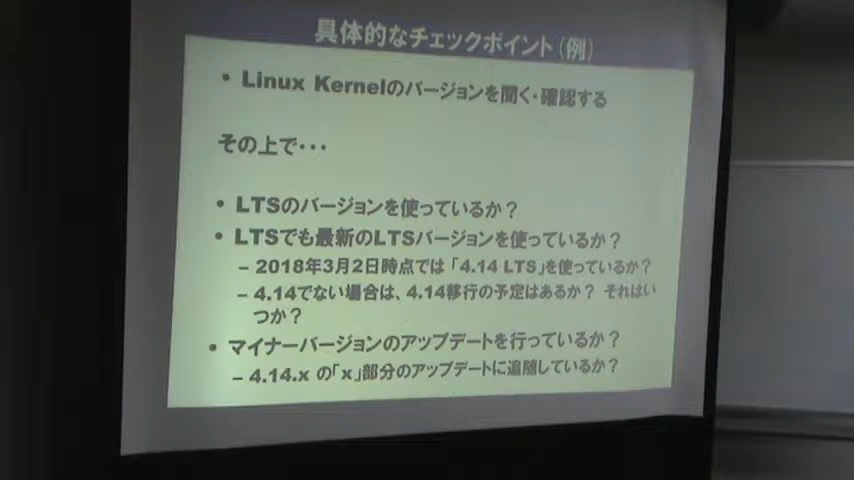 具体的なチェックポイント(例)
• Linux Kernelのバージョンを聞く・確認する
その上で・・・
• LTSのバージョンを使っているか？
• LTSでも最新のLTSバージョンを使っているか？
– 2018年3月2日時点では「4.14 LTS」を使っているか？
– 4.14でない場合は、4.14移行の予定はあるか？ それはい
つか？
• マイナーバージョンのアップデートを行っているか？
– 4.14.x の「x」部分のアップデートに追随しているか？